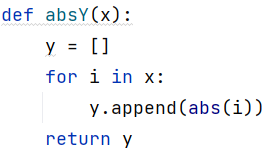 def absY(x):
    y = []
    for i in x:
        y.append(abs(i))
    return y